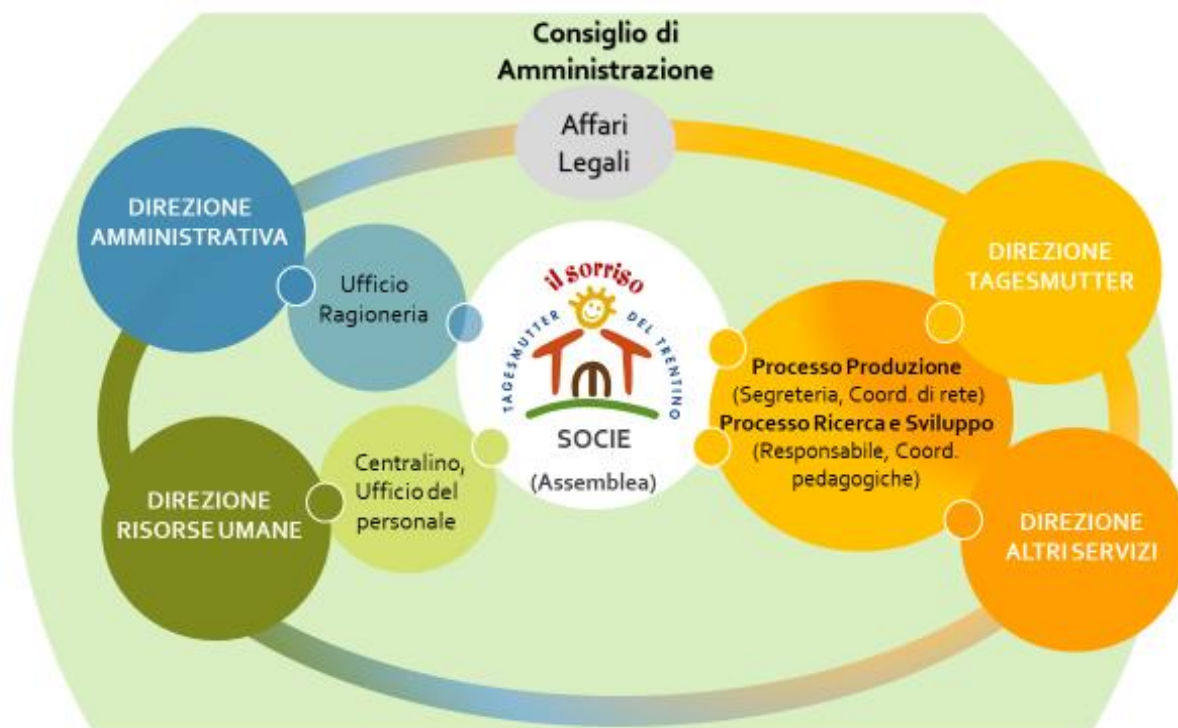 Consiglio di
Amministrazione
Affari
Legali
DIREZIONE
AMMINISTRATIVA
Ufficio
Ragioneria
il sorriso
TAGESMUTTER DEL TRENTINO
SOCIE
(Assemblea)
DIREZIONE
TAGESMUTTER
Processo Produzione
(Segreteria, Coord. di rete)
Processo Ricerca e Sviluppo
(Responsabile, Coord.
pedagogiche)
Centralino,
Ufficio del
personale
DIREZIONE
RISORSE UMANE
DIREZIONE
ALTRI SERVIZI